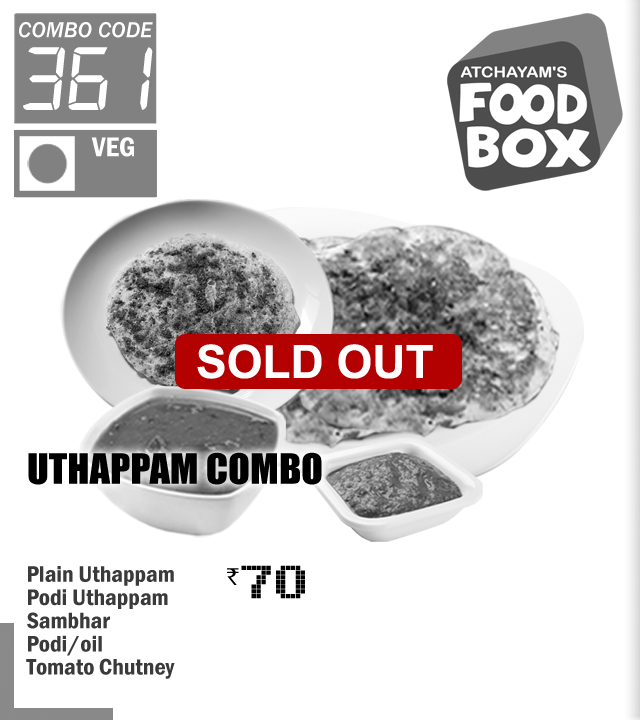 COMBO CODE
361
VEG
ATCHAYAM'S
FOOD
BOX
SOLD OUT
UTHAPPAM COMBO
Plain Uthappam
₹70
Podi Uthappam
Sambhar
Podi/oil
Tomato Chutney